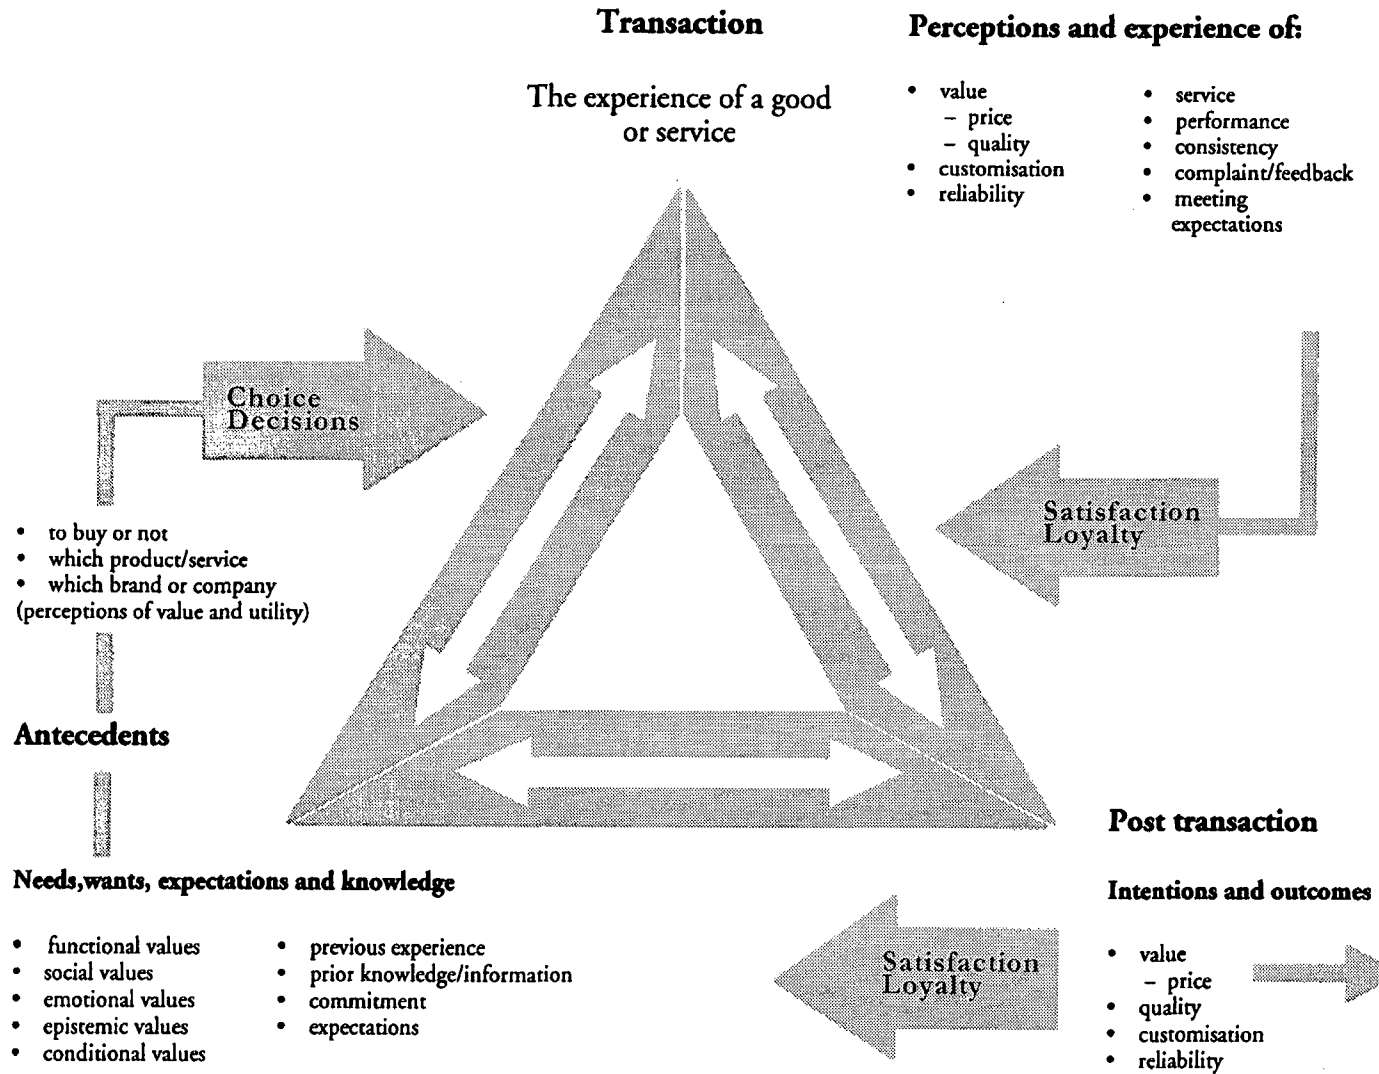 Transaction
The experience of a good
or service
Perceptions and experience of:
• value
– price
– quality
• customisation
• reliability
• service
• performance
• consistency
• complaint/feedback
• meeting
expectations
Choice
Decisions
• to buy or not
• which product/service
• which brand or company
(perceptions of value and utility)
Satisfaction
Loyalty
Antecedents
Needs,wants, expectations and knowledge
• functional values
• social values
• emotional values
• epistemic values
• conditional values
• previous experience
• prior knowledge/information
• commitment
• expectations
Satisfaction
Loyalty
Post transaction
Intentions and outcomes
• value
– price
• quality
• customisation
• reliability